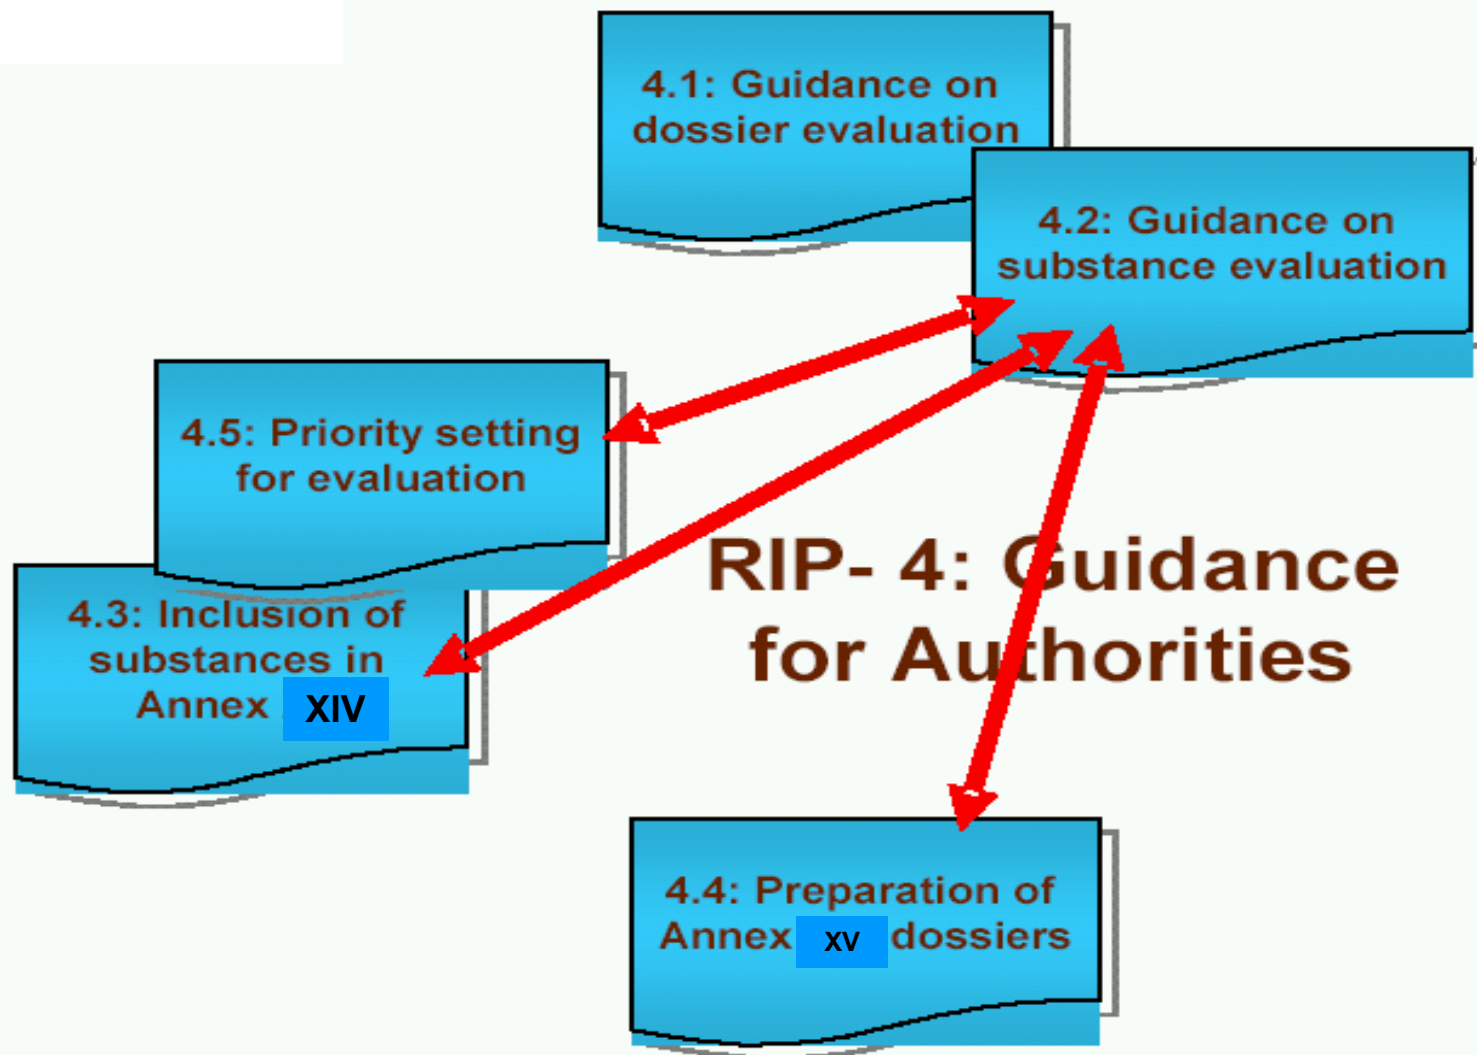 4.1: Guidance on
dossier evaluation
4.2: Guidance on
substance evaluation
4.5: Priority setting
for evaluation
RIP- 4: Guidance
for Authorities
4.3: Inclusion of
substances in
Annex XIV
4.4: Preparation of
Annex XV dossiers